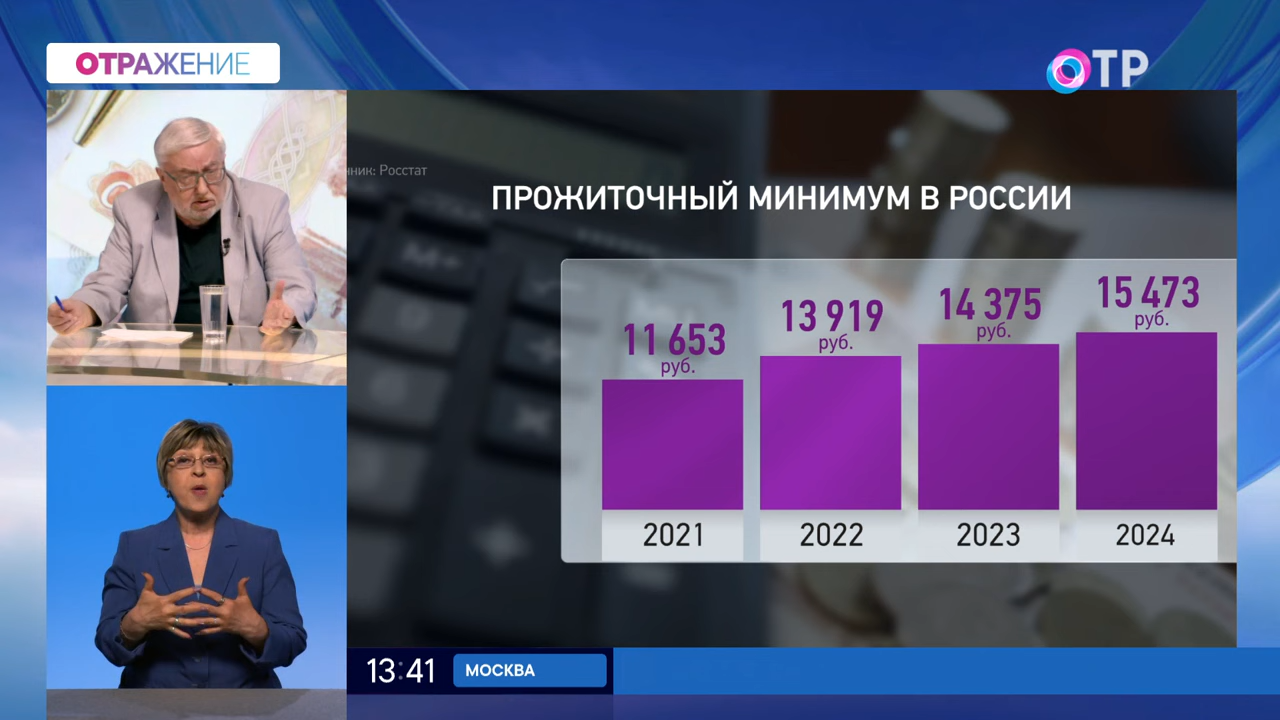 ОТРАЖЕНИЕ
ОТР
Росстат
ПРОЖИТОЧНЫЙ МИНИМУМ В РОССИИ
11 653
руб.
13 919
руб.
14 375
руб.
15 473
руб.
2021
2022
2023
2024
13:41
МОСКВА